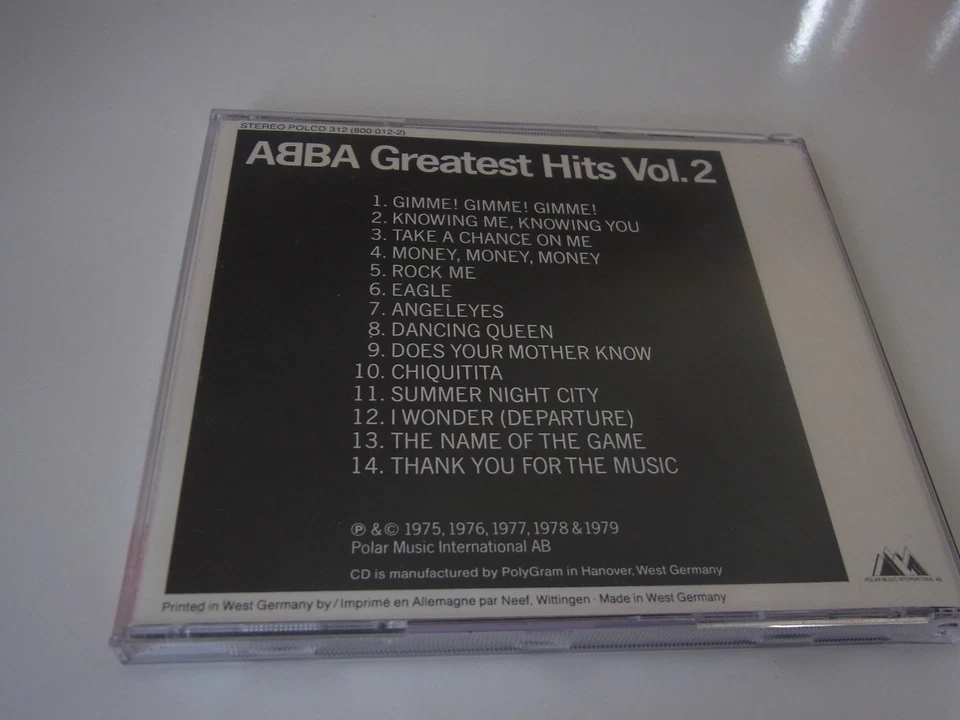 STEREO POLCD 312 (800 012-2)
ABBA Greatest Hits Vol.2
1. GIMME! GIMME! GIMME!
2. KNOWING ME, KNOWING YOU
3. TAKE A CHANCE ON ME
4. MONEY, MONEY, MONEY
5. ROCK ME
6. EAGLE
7. ANGELEYES
8. DANCING QUEEN
9. DOES YOUR MOTHER KNOW
10. CHIQUITITA
11. SUMMER NIGHT CITY
12. I WONDER (DEPARTURE)
13. THE NAME OF THE GAME
14. THANK YOU FOR THE MUSIC
℗ & © 1975, 1976, 1977, 1978 & 1979
Polar Music International AB
CD is manufactured by PolyGram in Hanover, West Germany
POLAR MUSIC INTERNATIONAL AB
Printed in West Germany by / Imprimé en Allemagne par Neef, Wittingen · Made in West Germany